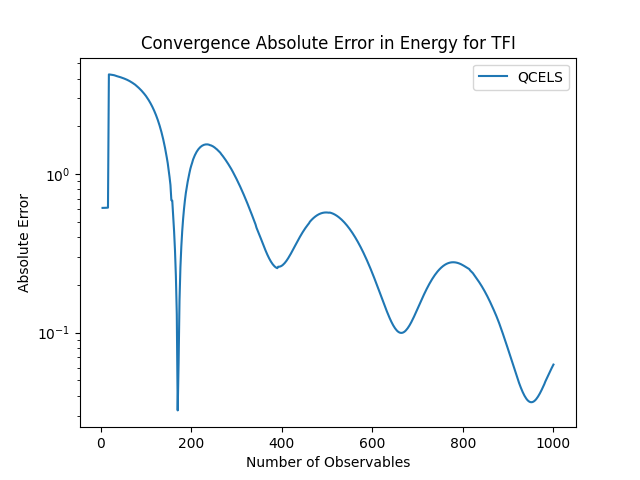 Convergence Absolute Error in Energy for TFI
QCELS
Absolute Error
10⁰
10⁻¹
0 200 400 600 800 1000
Number of Observables